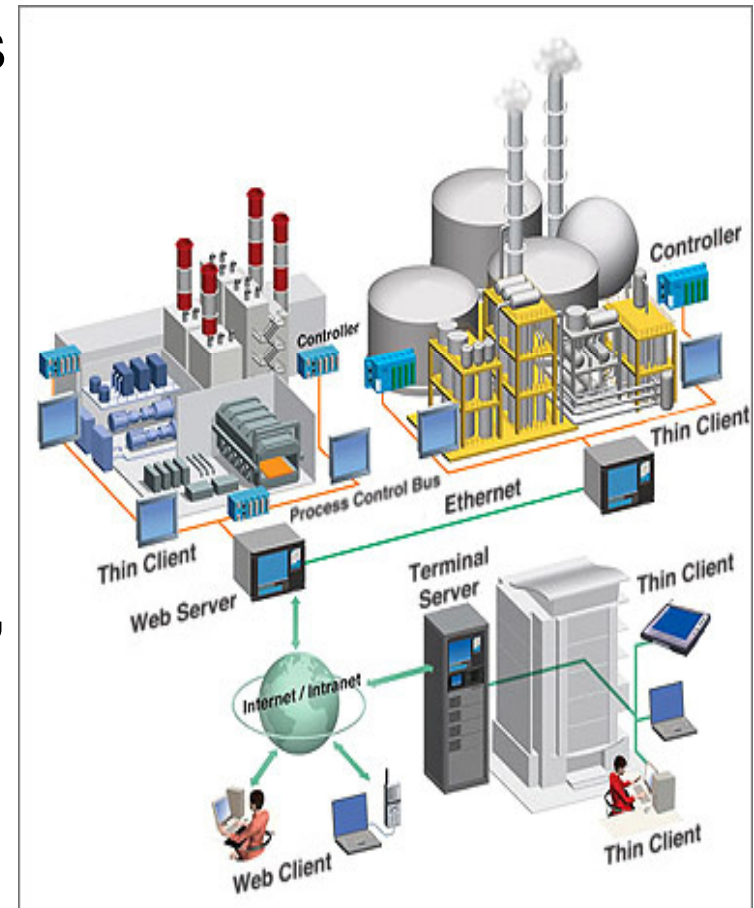 s
Controller
Controller
Thin Client
Process Control Bus
Ethernet
Thin Client
Web Server
Terminal
Server
Thin Client
Internet / Intranet
Web Client
Thin Client